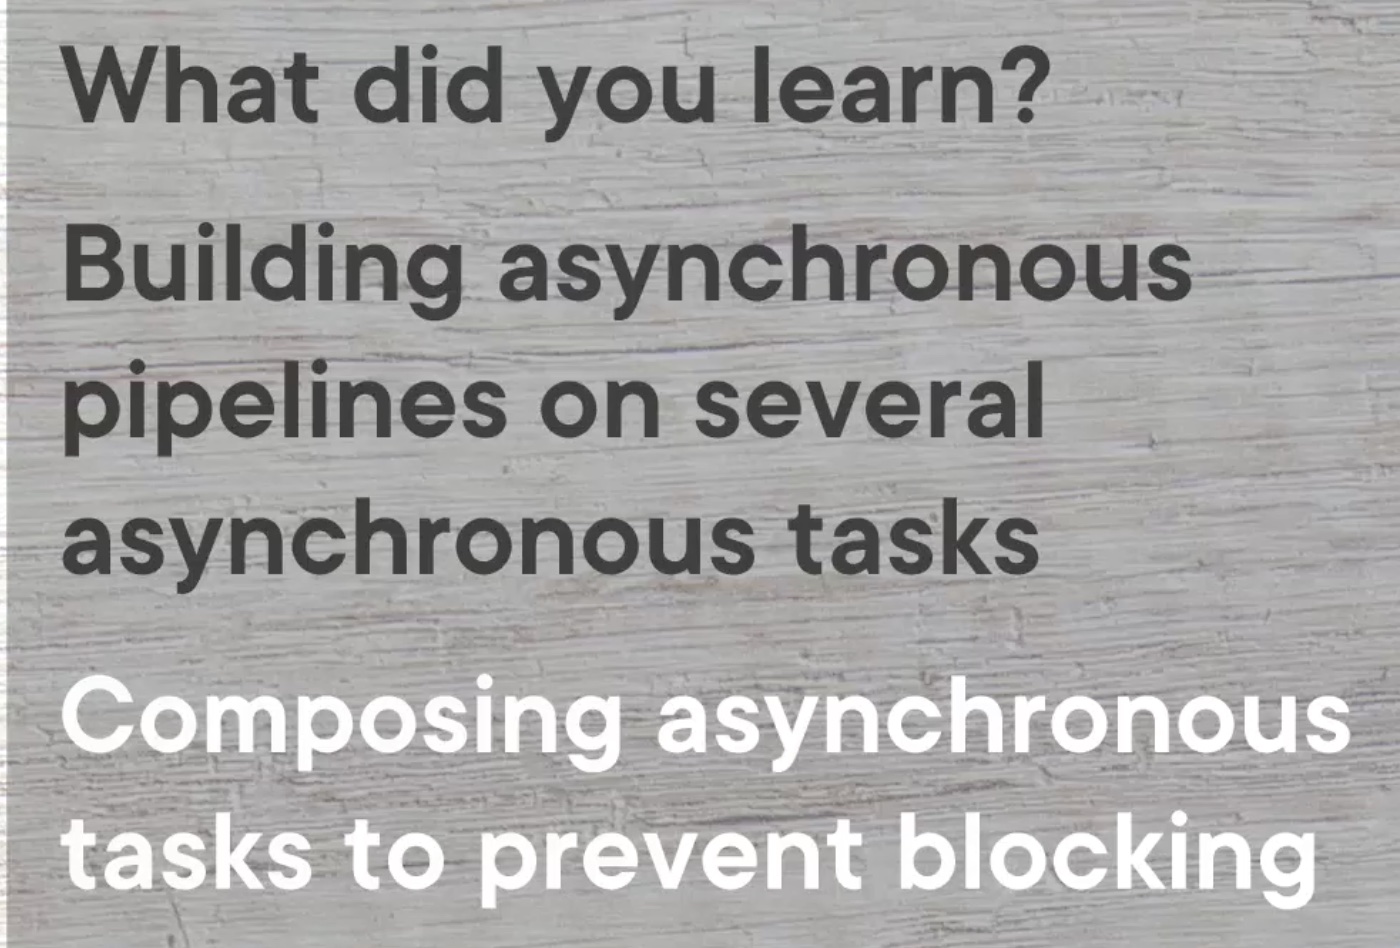 What did you learn?
Building asynchronous
pipelines on several
asynchronous tasks
Composing asynchronous
tasks to prevent blocking